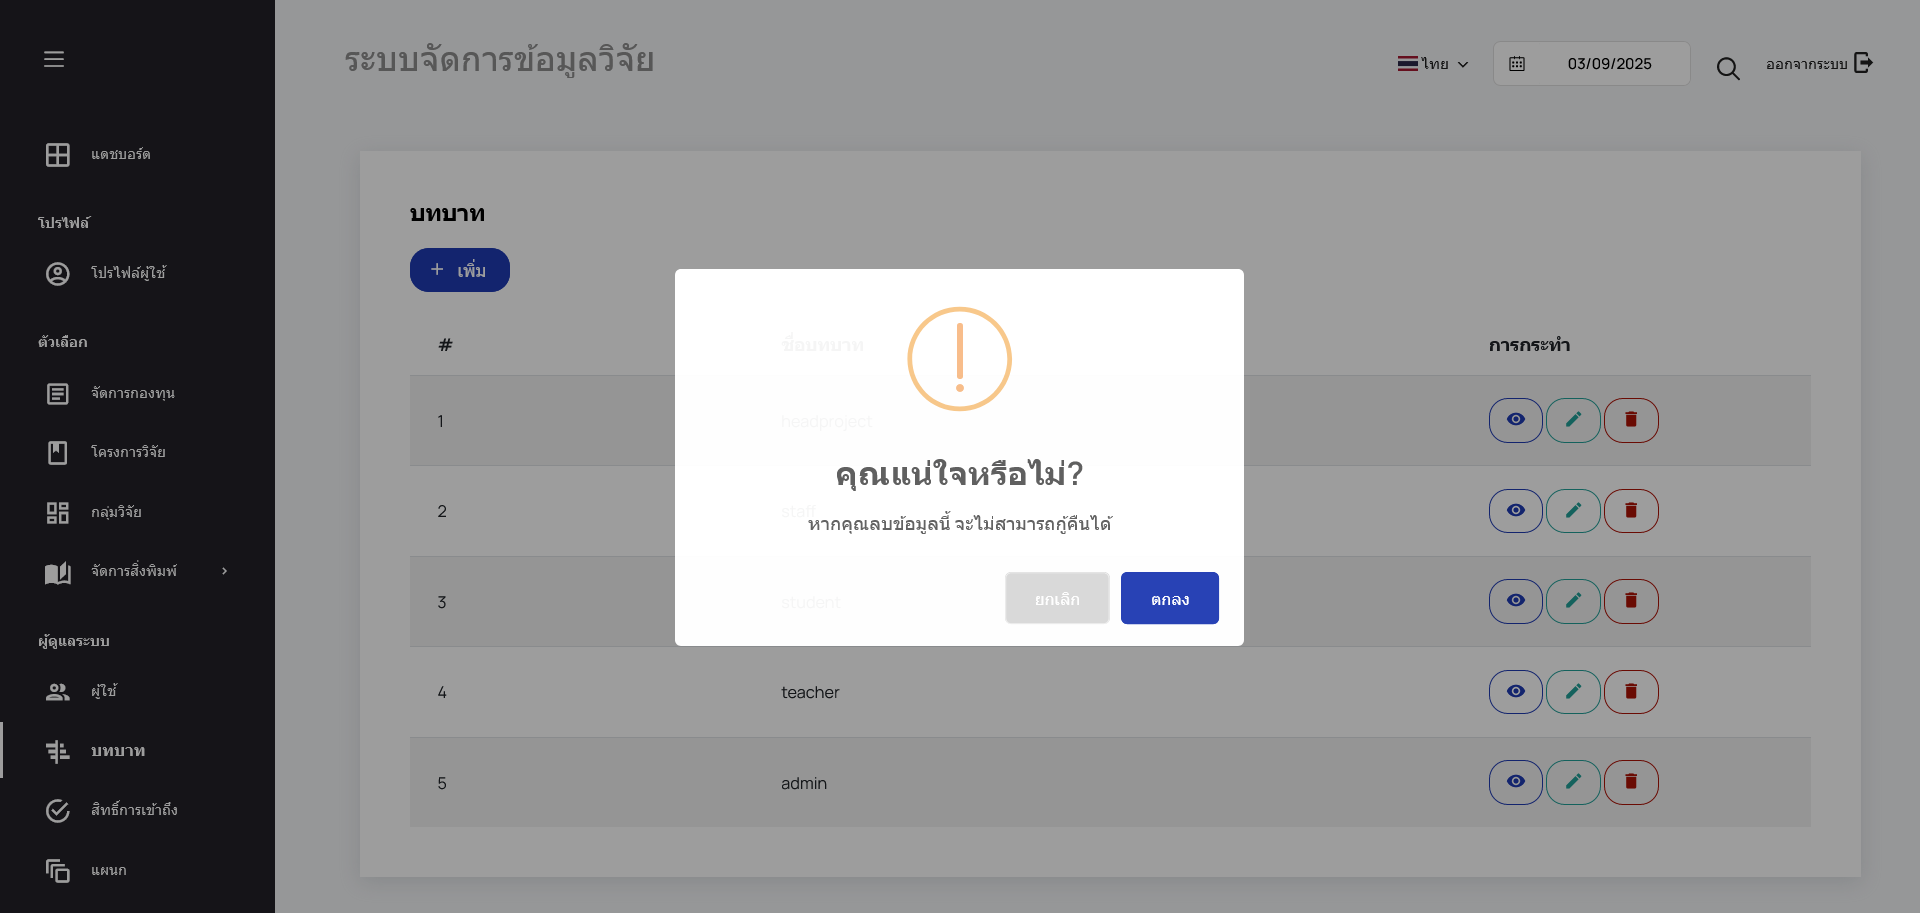 ระบบจัดการข้อมูลวิจัย
ไทย
03/09/2025
ออกจากระบบ
แดชบอร์ด
โปรไฟล์
โปรไฟล์ผู้ใช้
ตัวเลือก
จัดการกองทุน
โครงการวิจัย
กลุ่มวิจัย
จัดการสิ่งพิมพ์
ผู้ดูแลระบบ
ผู้ใช้
บทบาท
สิทธิ์การเข้าถึง
แผนก
บทบาท
+ เพิ่ม
# ชื่อบทบาท การกระทำ
1 headproject
2 staff
3 student
4 teacher
5 admin
คุณแน่ใจหรือไม่?
หากคุณลบข้อมูลนี้ จะไม่สามารถกู้คืนได้
ยกเลิก ตกลง